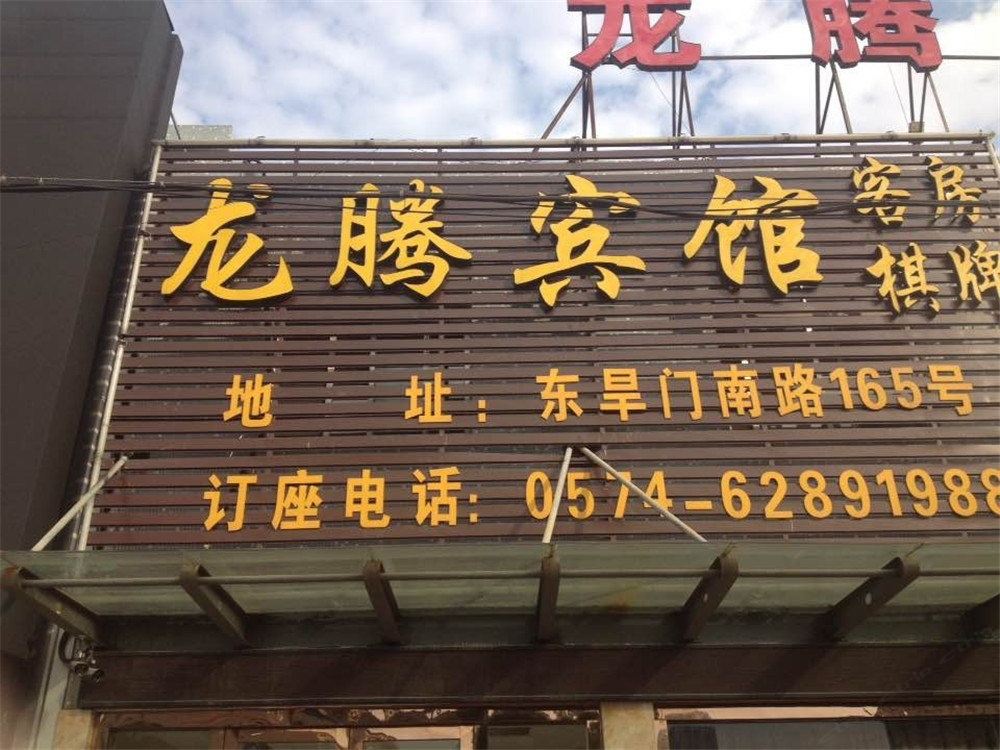 龙腾
龙腾宾馆
客房
棋牌
地 址：东旱门南路165号
订座电话：0574-62891988